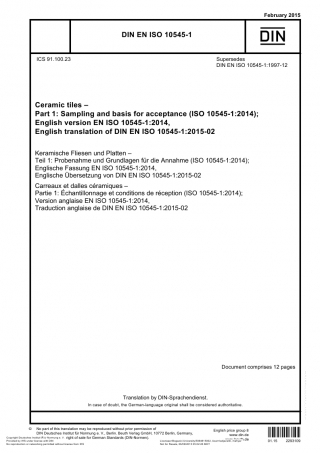 February 2015
DIN EN ISO 10545-1
DIN
ICS 91.100.23
Supersedes
DIN EN ISO 10545-1:1997-12
Ceramic tiles –
Part 1: Sampling and basis for acceptance (ISO 10545-1:2014);
English version EN ISO 10545-1:2014,
English translation of DIN EN ISO 10545-1:2015-02
Keramische Fliesen und Platten –
Teil 1: Probenahme und Grundlagen für die Annahme (ISO 10545-1:2014);
Englische Fassung EN ISO 10545-1:2014,
Englische Übersetzung von DIN EN ISO 10545-1:2015-02
Carreaux et dalles céramiques –
Partie 1: Échantillonnage et conditions de réception (ISO 10545-1:2014);
Version anglaise EN ISO 10545-1:2014,
Traduction anglaise de DIN EN ISO 10545-1:2015-02
Document comprises 12 pages
Translation by DIN-Sprachendienst.
In case of doubt, the German-language original shall be considered authoritative.
No part of this translation may be reproduced without prior permission of
DIN Deutsches Institut für Normung e. V., Berlin. Beuth Verlag GmbH, 10772 Berlin, Germany,
right of sale for German Standards (DIN-Normen).
English price group 9
www.din.de